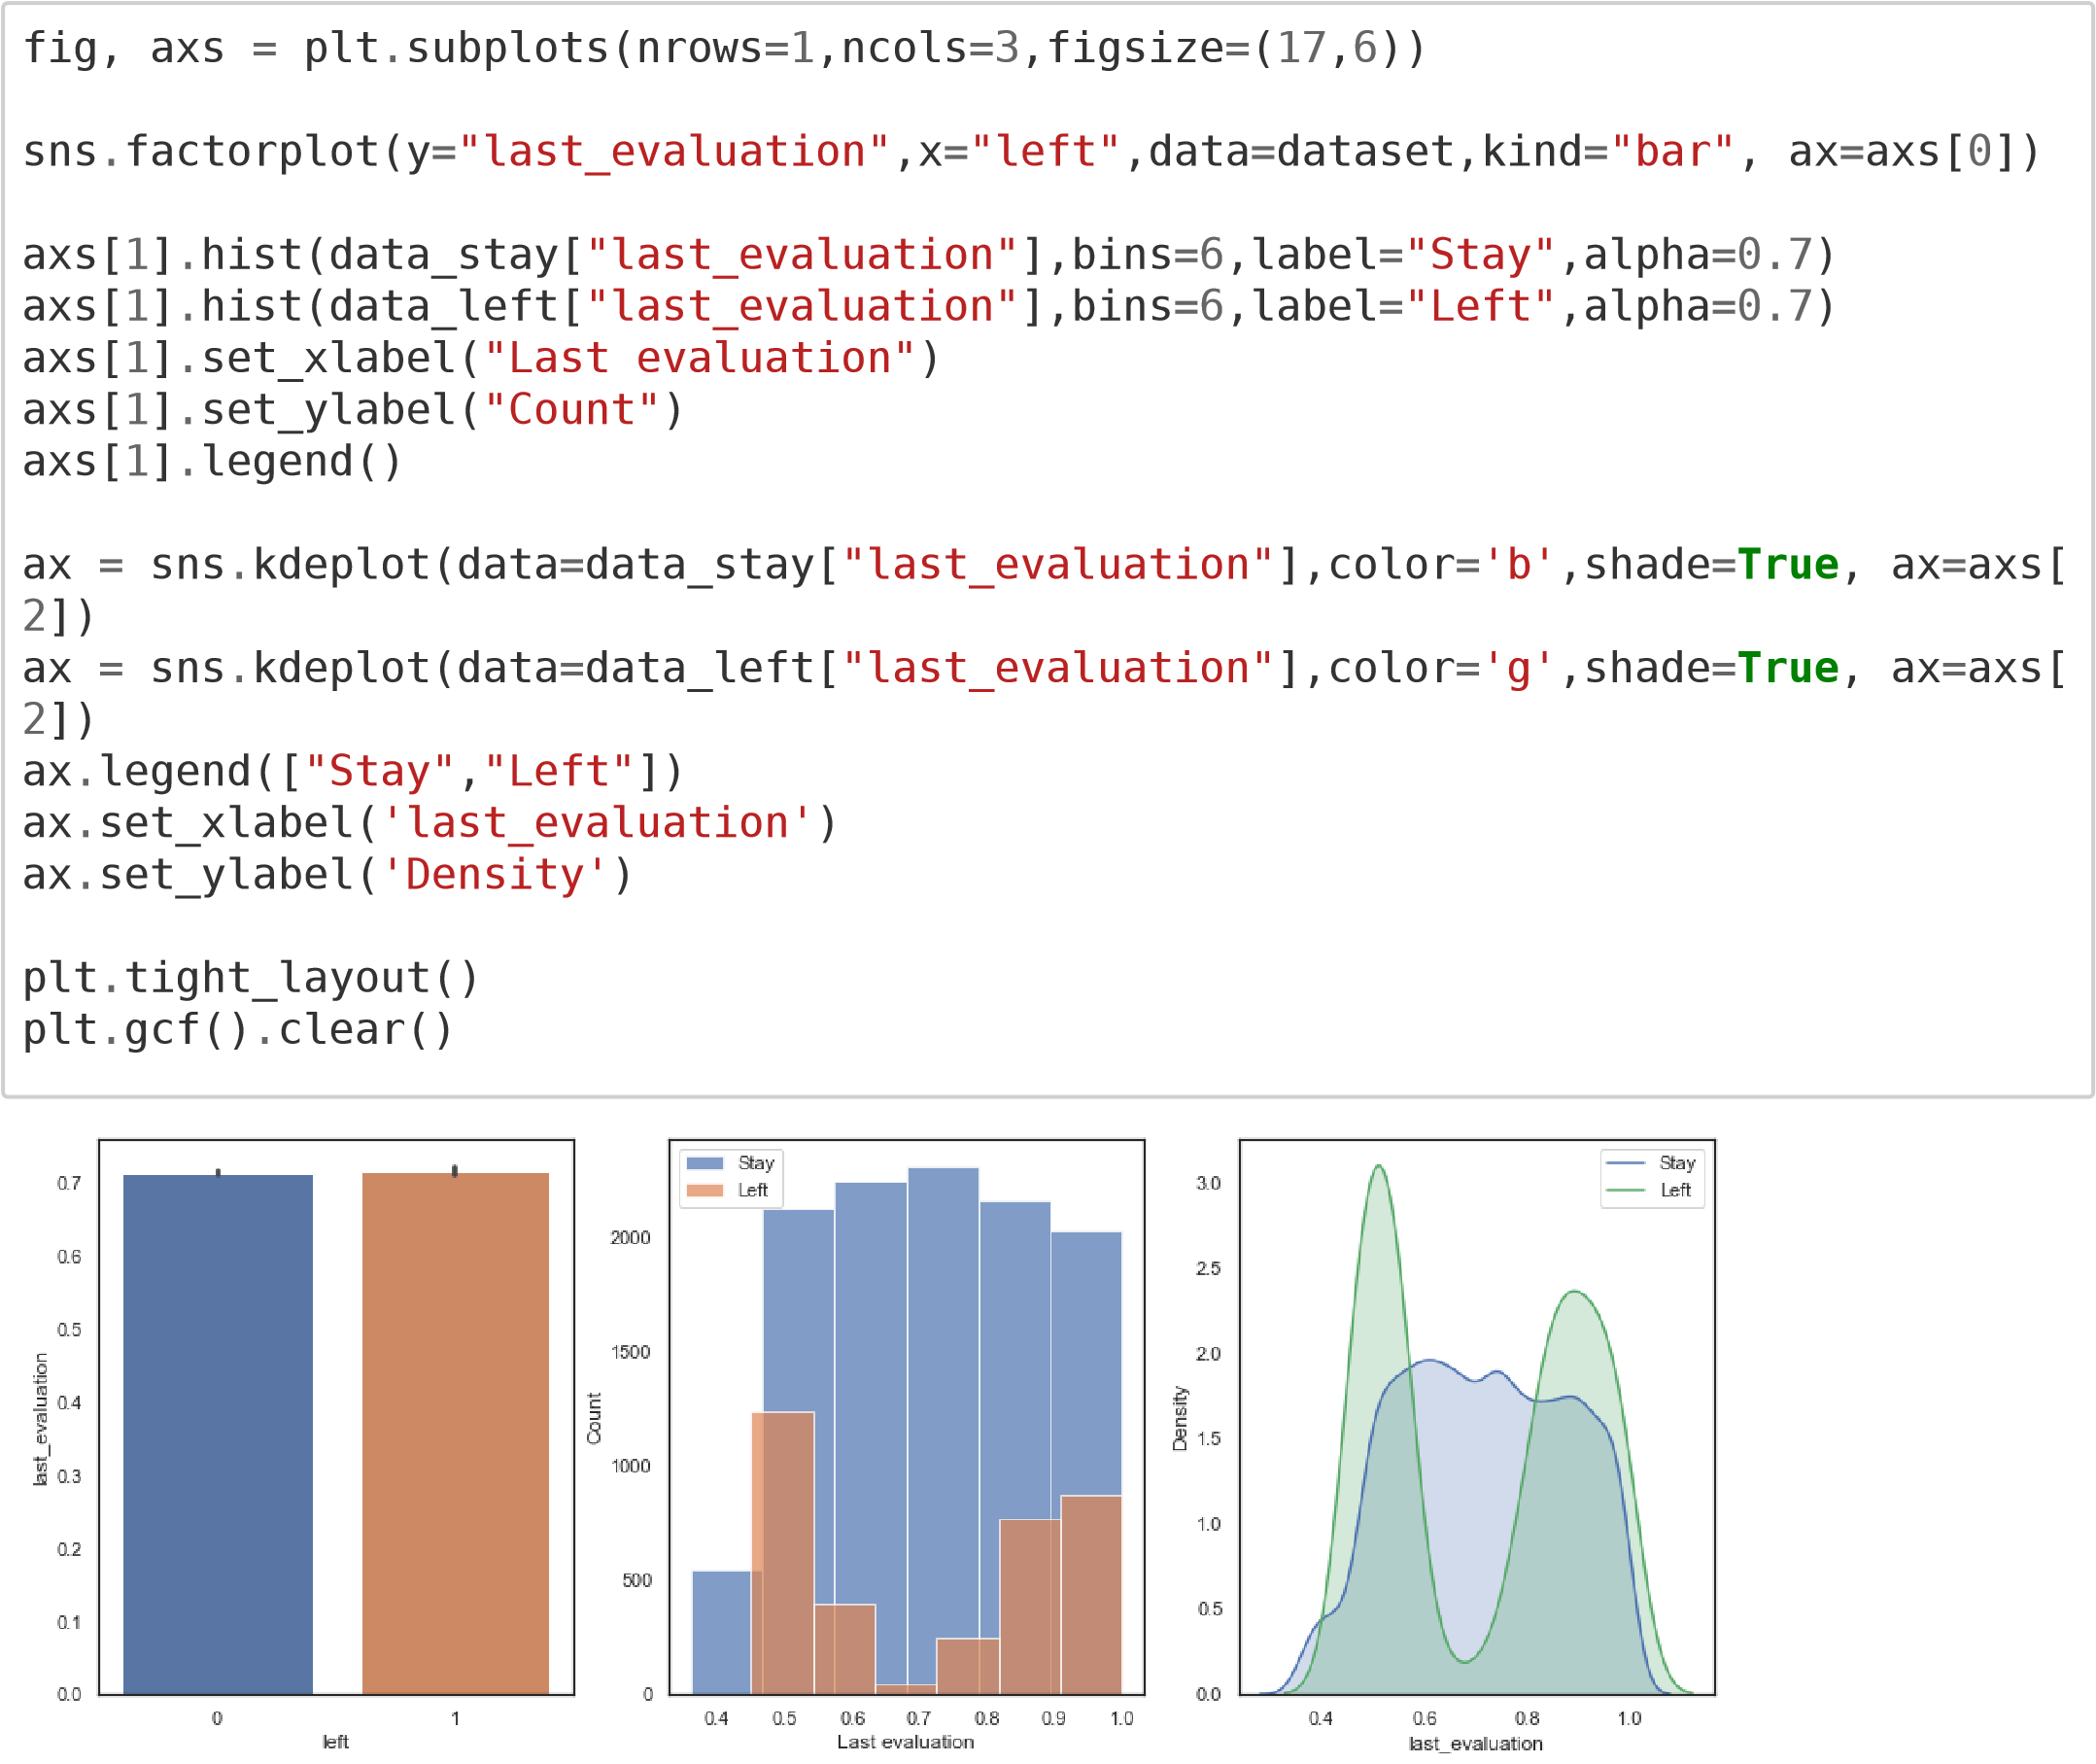 fig, axs = plt.subplots(nrows=1,ncols=3,figsize=(17,6))
sns.factorplot(y="last_evaluation",x="left",data=dataset,kind="bar", ax=axs[0])
axs[1].hist(data_stay["last_evaluation"],bins=6,label="Stay",alpha=0.7)
axs[1].hist(data_left["last_evaluation"],bins=6,label="Left",alpha=0.7)
axs[1].set_xlabel("Last evaluation")
axs[1].set_ylabel("Count")
axs[1].legend()
ax = sns.kdeplot(data=data_stay["last_evaluation"],color='b',shade=True, ax=axs[
2])
ax = sns.kdeplot(data=data_left["last_evaluation"],color='g',shade=True, ax=axs[
2])
ax.legend(["Stay","Left"])
ax.set_xlabel('last_evaluation')
ax.set_ylabel('Density')
plt.tight_layout()
plt.gcf().clear()
0.7
0.6
0.5
0.4
0.3
0.2
0.1
0.0
last_evaluation
0 1
left
Stay
Left
2000
1500
1000
500
0
Count
0.4 0.5 0.6 0.7 0.8 0.9 1.0
Last evaluation
Stay
Left
3.0
2.5
2.0
1.5
1.0
0.5
0.0
Density
0.4 0.6 0.8 1.0
last_evaluation